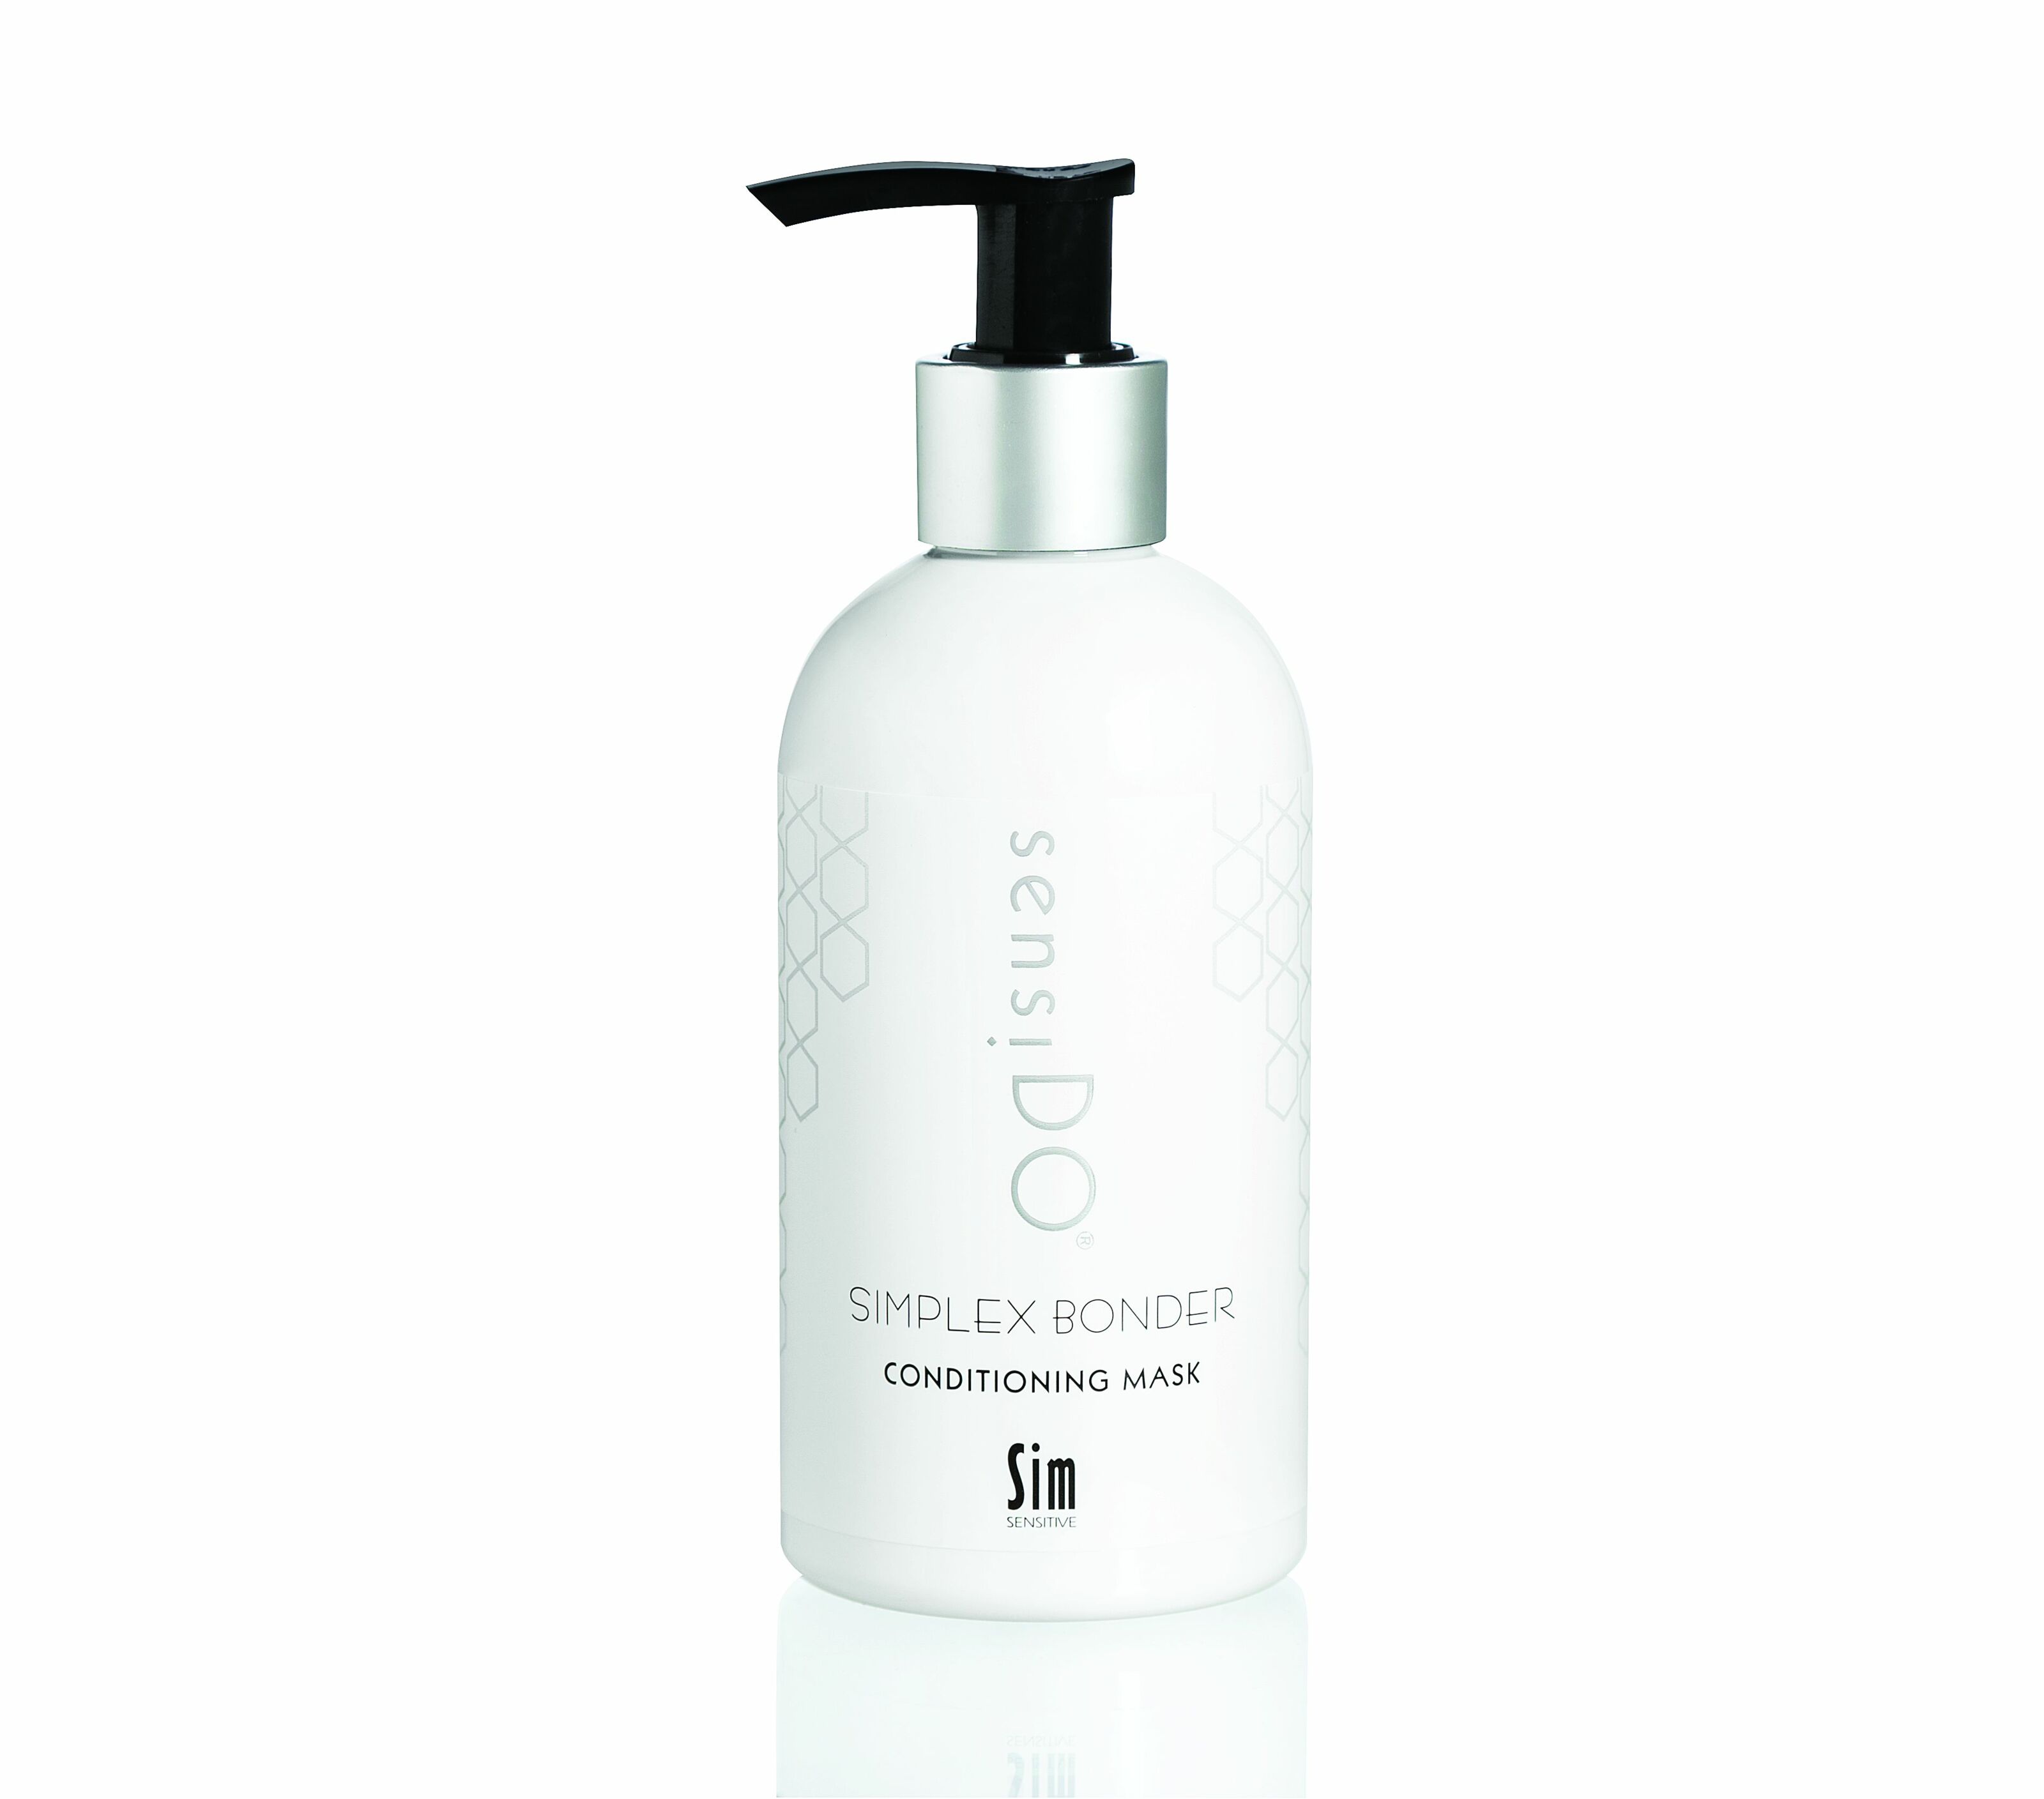 sensiDO®
SIMPLEX BONDER
CONDITIONING MASK
Sim
SENSITIVE